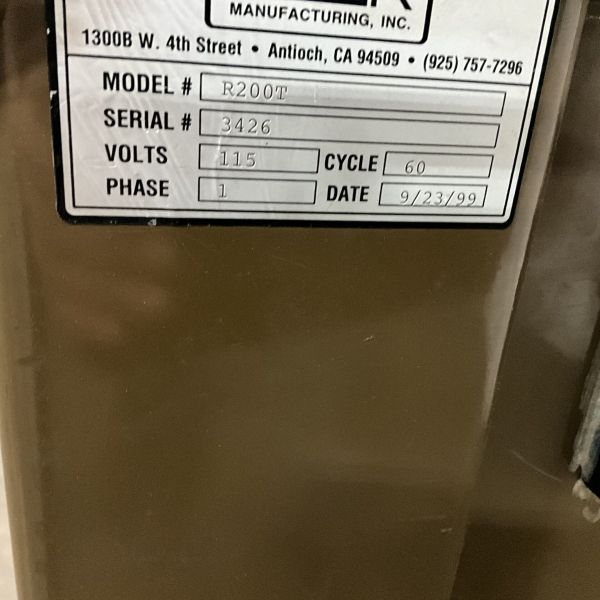 MANUFACTURING, INC.
1300B W. 4th Street • Antioch, CA 94509 • (925) 757-7296
MODEL # R200T
SERIAL # 3426
VOLTS 115 CYCLE 60
PHASE 1 DATE 9/23/99